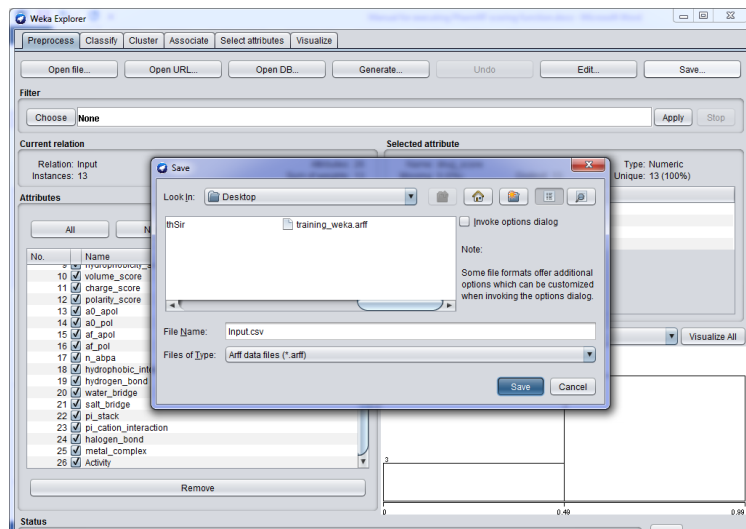 Weka Explorer
Preprocess Classify Cluster Associate Select attributes Visualize
Open file... Open URL... Open DB... Generate... Undo Edit... Save...
Filter
Choose None Apply Stop
Current relation
Selected attribute
Relation: Input
Instances: 13
Type: Numeric
Unique: 13 (100%)
Attributes
All N
No. Name
10 volume_score
11 charge_score
12 polarity_score
13 a0_apol
14 a0_pol
15 af_apol
16 af_pol
17 n_abpa
18 hydrophobic_inte
19 hydrogen_bond
20 water_bridge
21 salt_bridge
22 pi_stack
23 pi_cation_interaction
24 halogen_bond
25 metal_complex
26 Activity
Remove
Status
Save
Look In: Desktop
thSir training_weka.arff
Invoke options dialog
Note:
Some file formats offer additional
options which can be customized
when invoking the options dialog.
File Name: Input.csv
Files of Type: Arff data files (*.arff)
Save Cancel
Visualize All
3
0 0.49 0.99